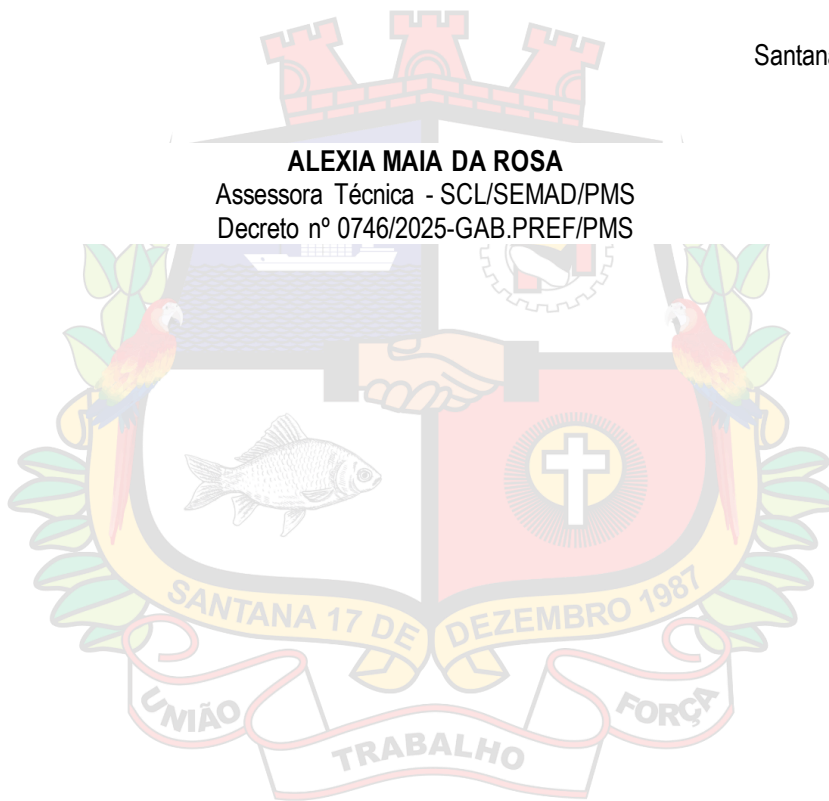 Santana
ALEXIA MAIA DA ROSA
Assessora Técnica - SCL/SEMAD/PMS
Decreto nº 0746/2025-GAB.PREF/PMS
SANTANA 17 DE DEZEMBRO 1987
UNIÃO TRABALHO FORÇA